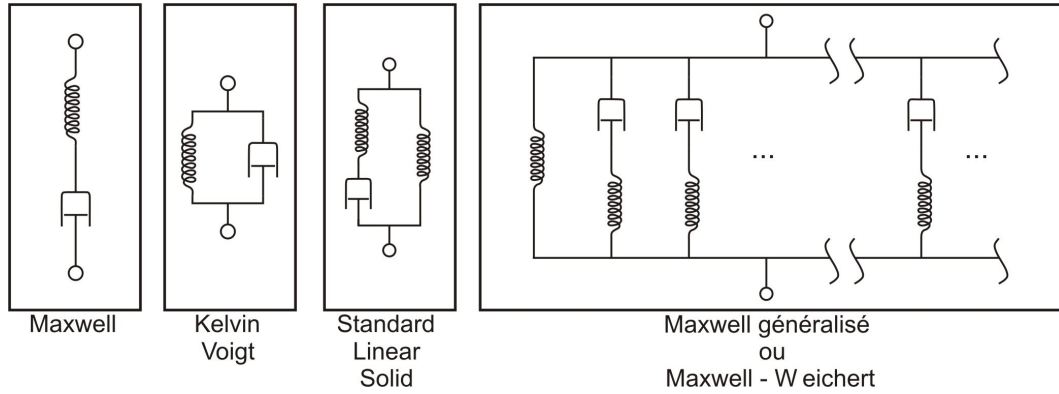 ...
...
Maxwell
Kelvin
Voigt
Standard
Linear
Solid
Maxwell généralisé
ou
Maxwell - W eichert